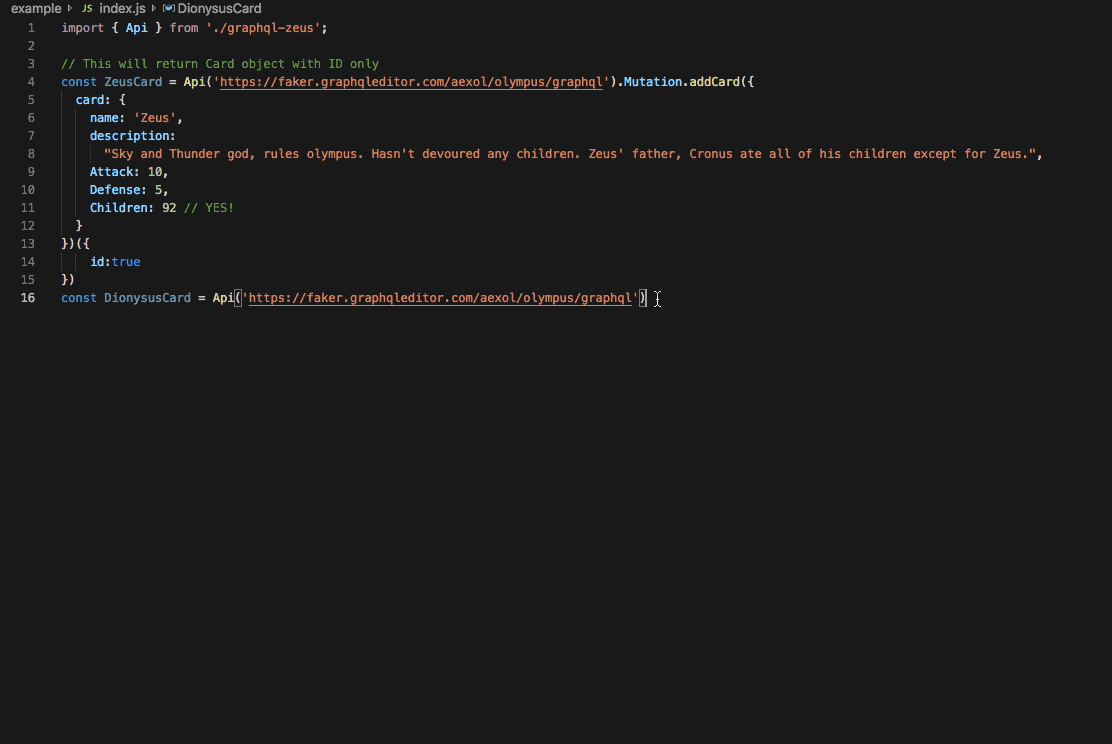 example JS index.js DionysusCard
1 import { Api } from './graphql-zeus';
2
3 // This will return Card object with ID only
4 const ZeusCard = Api('https://faker.graphqleditor.com/aexol/olympus/graphql').Mutation.addCard({
5 card: {
6 name: 'Zeus',
7 description:
8 "Sky and Thunder god, rules olympus. Hasn't devoured any children. Zeus' father, Cronus ate all of his children except for Zeus.",
9 Attack: 10,
10 Defense: 5,
11 Children: 92 // YES!
12 }
13 })({
14 id:true
15 })
16 const DionysusCard = Api('https://faker.graphqleditor.com/aexol/olympus/graphql')